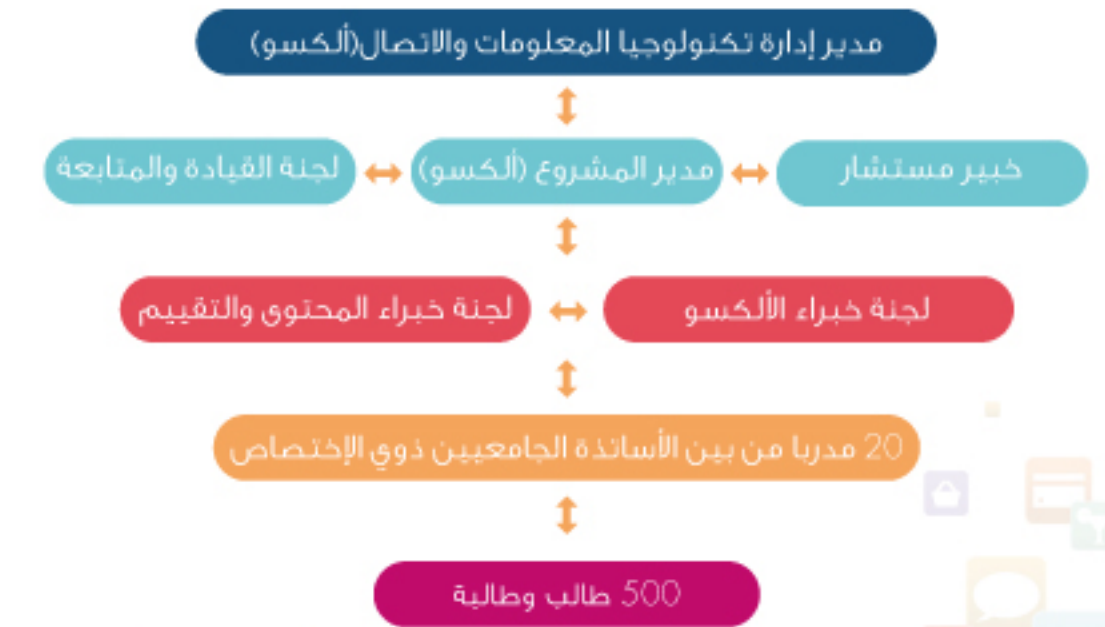 مدير إدارة تكنولوجيا المعلومات والاتصال(ألكسو)
خبير مستشار
مدير المشروع (ألكسو)
لجنة القيادة والمتابعة
لجنة خبراء الألكسو
لجنة خبراء المحتوى والتقييم
20 مدربا من بين الأساتذة الجامعيين ذوي الإختصاص
500 طالب وطالبة